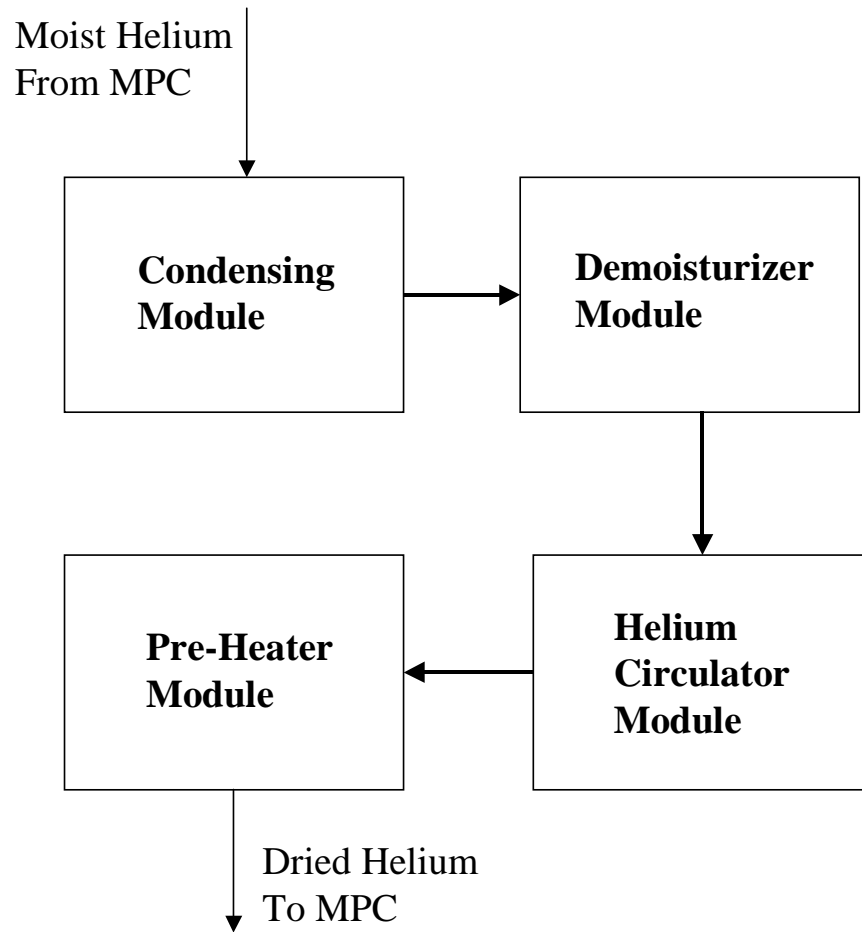 Moist Helium
From MPC
Condensing
Module
Demoisturizer
Module
Pre-Heater
Module
Helium
Circulator
Module
Dried Helium
To MPC